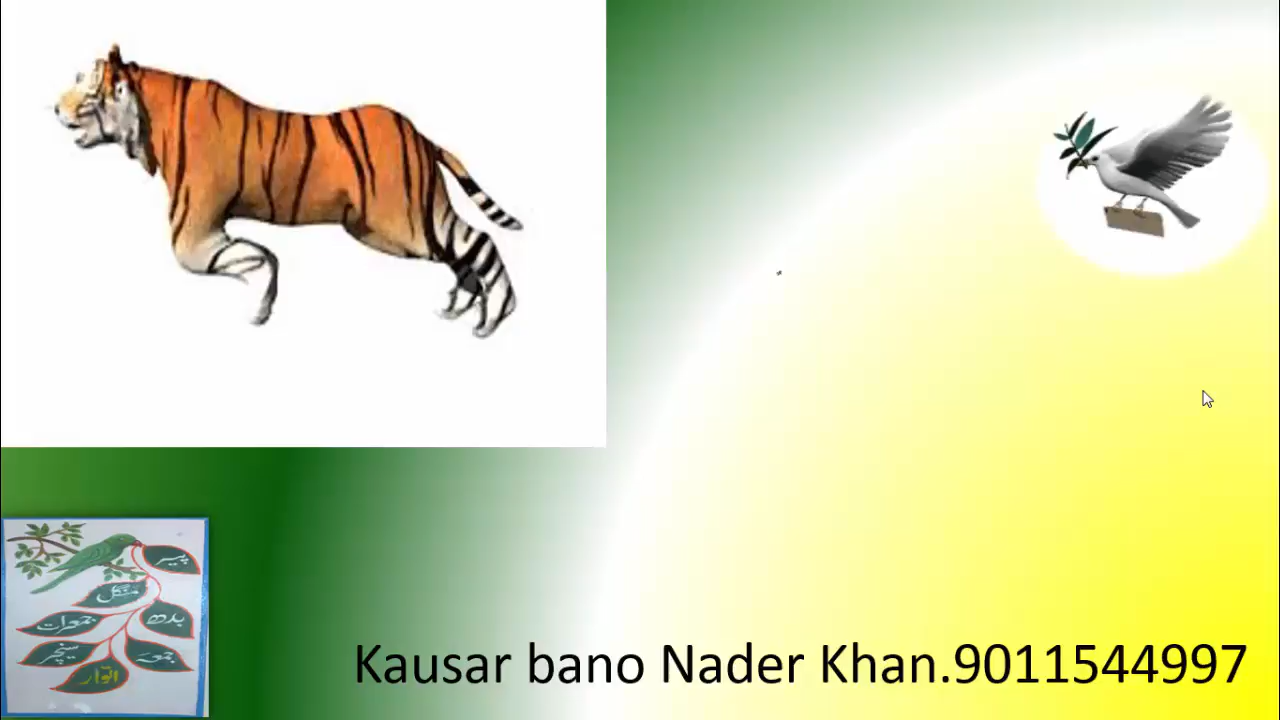 پیر
منگل
بدھ
جمعرات
جمعہ
سنیچر
اتوار
Kausar bano Nader Khan.9011544997